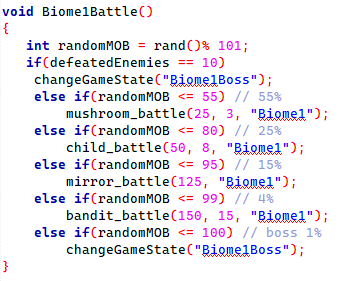 void Biome1Battle()
{
int randomMOB = rand()% 101;
if(defeatedEnemies == 10)
changeGameState("Biome1Boss");
else if(randomMOB <= 55) // 55%
mushroom_battle(25, 3, "Biome1");
else if(randomMOB <= 80) // 25%
child_battle(50, 8, "Biome1");
else if(randomMOB <= 95) // 15%
mirror_battle(125, "Biome1");
else if(randomMOB <= 99) // 4%
bandit_battle(150, 15, "Biome1");
else if(randomMOB <= 100) // boss 1%
changeGameState("Biome1Boss");
}